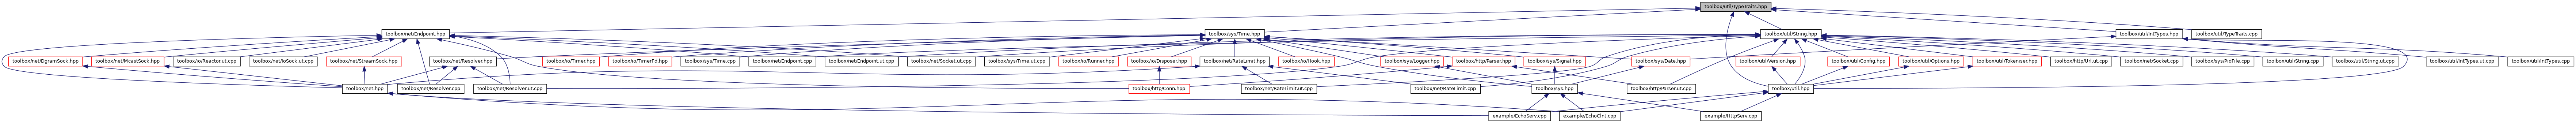 toolbox/util/TypeTraits.hpp
toolbox/net/Endpoint.hpp
toolbox/sys/Time.hpp
toolbox/util/String.hpp
toolbox/util/IntTypes.hpp
toolbox/util/TypeTraits.cpp
toolbox/net/DgramSock.hpp
toolbox/net/McastSock.hpp
toolbox/io/Reactor.ut.cpp
toolbox/net/IoSock.ut.cpp
toolbox/net/StreamSock.hpp
toolbox/net/Resolver.hpp
toolbox/io/Timer.hpp
toolbox/io/TimerFd.hpp
toolbox/sys/Time.cpp
toolbox/net/Endpoint.cpp
toolbox/net/Endpoint.ut.cpp
toolbox/net/Socket.ut.cpp
toolbox/sys/Time.ut.cpp
toolbox/io/Runner.hpp
toolbox/io/Disposer.hpp
toolbox/net/RateLimit.hpp
toolbox/io/Hook.hpp
toolbox/sys/Logger.hpp
toolbox/http/Parser.hpp
toolbox/sys/Signal.hpp
toolbox/sys/Date.hpp
toolbox/util/Version.hpp
toolbox/util/Config.hpp
toolbox/util/Options.hpp
toolbox/util/Tokeniser.hpp
toolbox/http/Url.ut.cpp
toolbox/net/Socket.cpp
toolbox/sys/PidFile.cpp
toolbox/util/String.cpp
toolbox/util/String.ut.cpp
toolbox/util/IntTypes.ut.cpp
toolbox/util/IntTypes.cpp
toolbox/net.hpp
toolbox/net/Resolver.cpp
toolbox/net/Resolver.ut.cpp
toolbox/http/Conn.hpp
toolbox/net/RateLimit.ut.cpp
toolbox/net/RateLimit.cpp
toolbox/sys.hpp
toolbox/http/Parser.ut.cpp
toolbox/util.hpp
example/EchoServ.cpp
example/EchoClnt.cpp
example/HttpServ.cpp